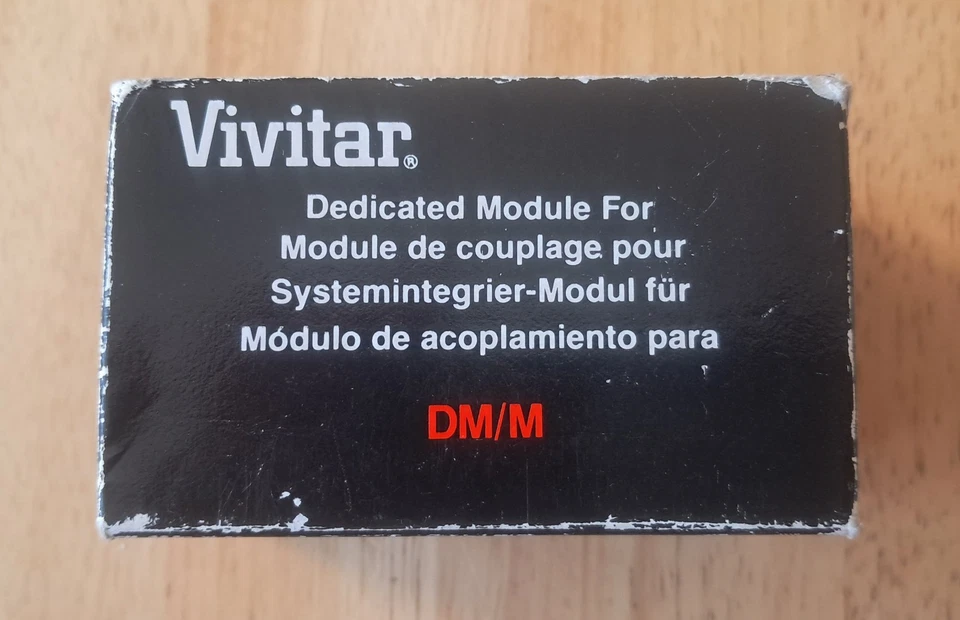 Vivitar®
Dedicated Module For
Module de couplage pour
Systemintegrier-Modul für
Módulo de acoplamiento para
DM/M